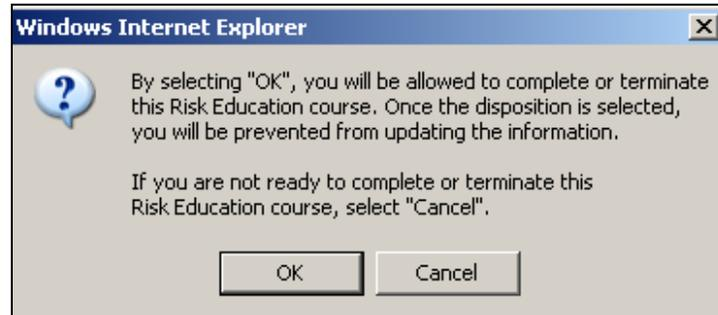 Windows Internet Explorer
By selecting "OK", you will be allowed to complete or terminate
this Risk Education course. Once the disposition is selected,
you will be prevented from updating the information.
If you are not ready to complete or terminate this
Risk Education course, select "Cancel".
OK
Cancel